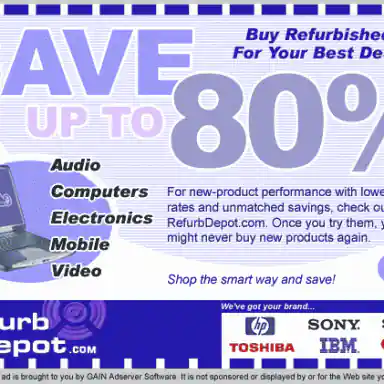 SAVE
UP TO
80%
Buy Refurbished
For Your Best De
Audio
Computers
Electronics
Mobile
Video
For new-product performance with lowe
rates and unmatched savings, check ou
RefurbDepot.com. Once you try them, y
might never buy new products again.
Shop the smart way and save!
We've got your brand...
hp
SONY
TOSHIBA
IBM
urb
epot.COM
ad is brought to you by GAIN Adserver Software. It is not sponsored or displayed by or for the Web site yo